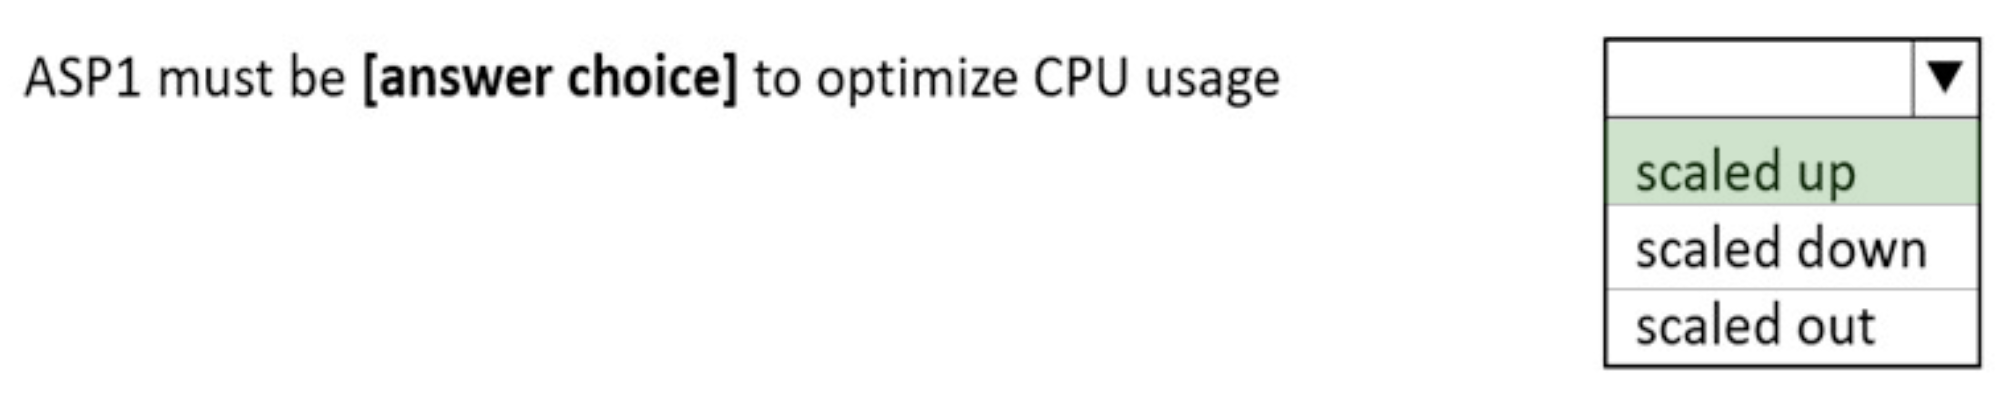 ASP1 must be [answer choice] to optimize CPU usage
▼
scaled up
scaled down
scaled out